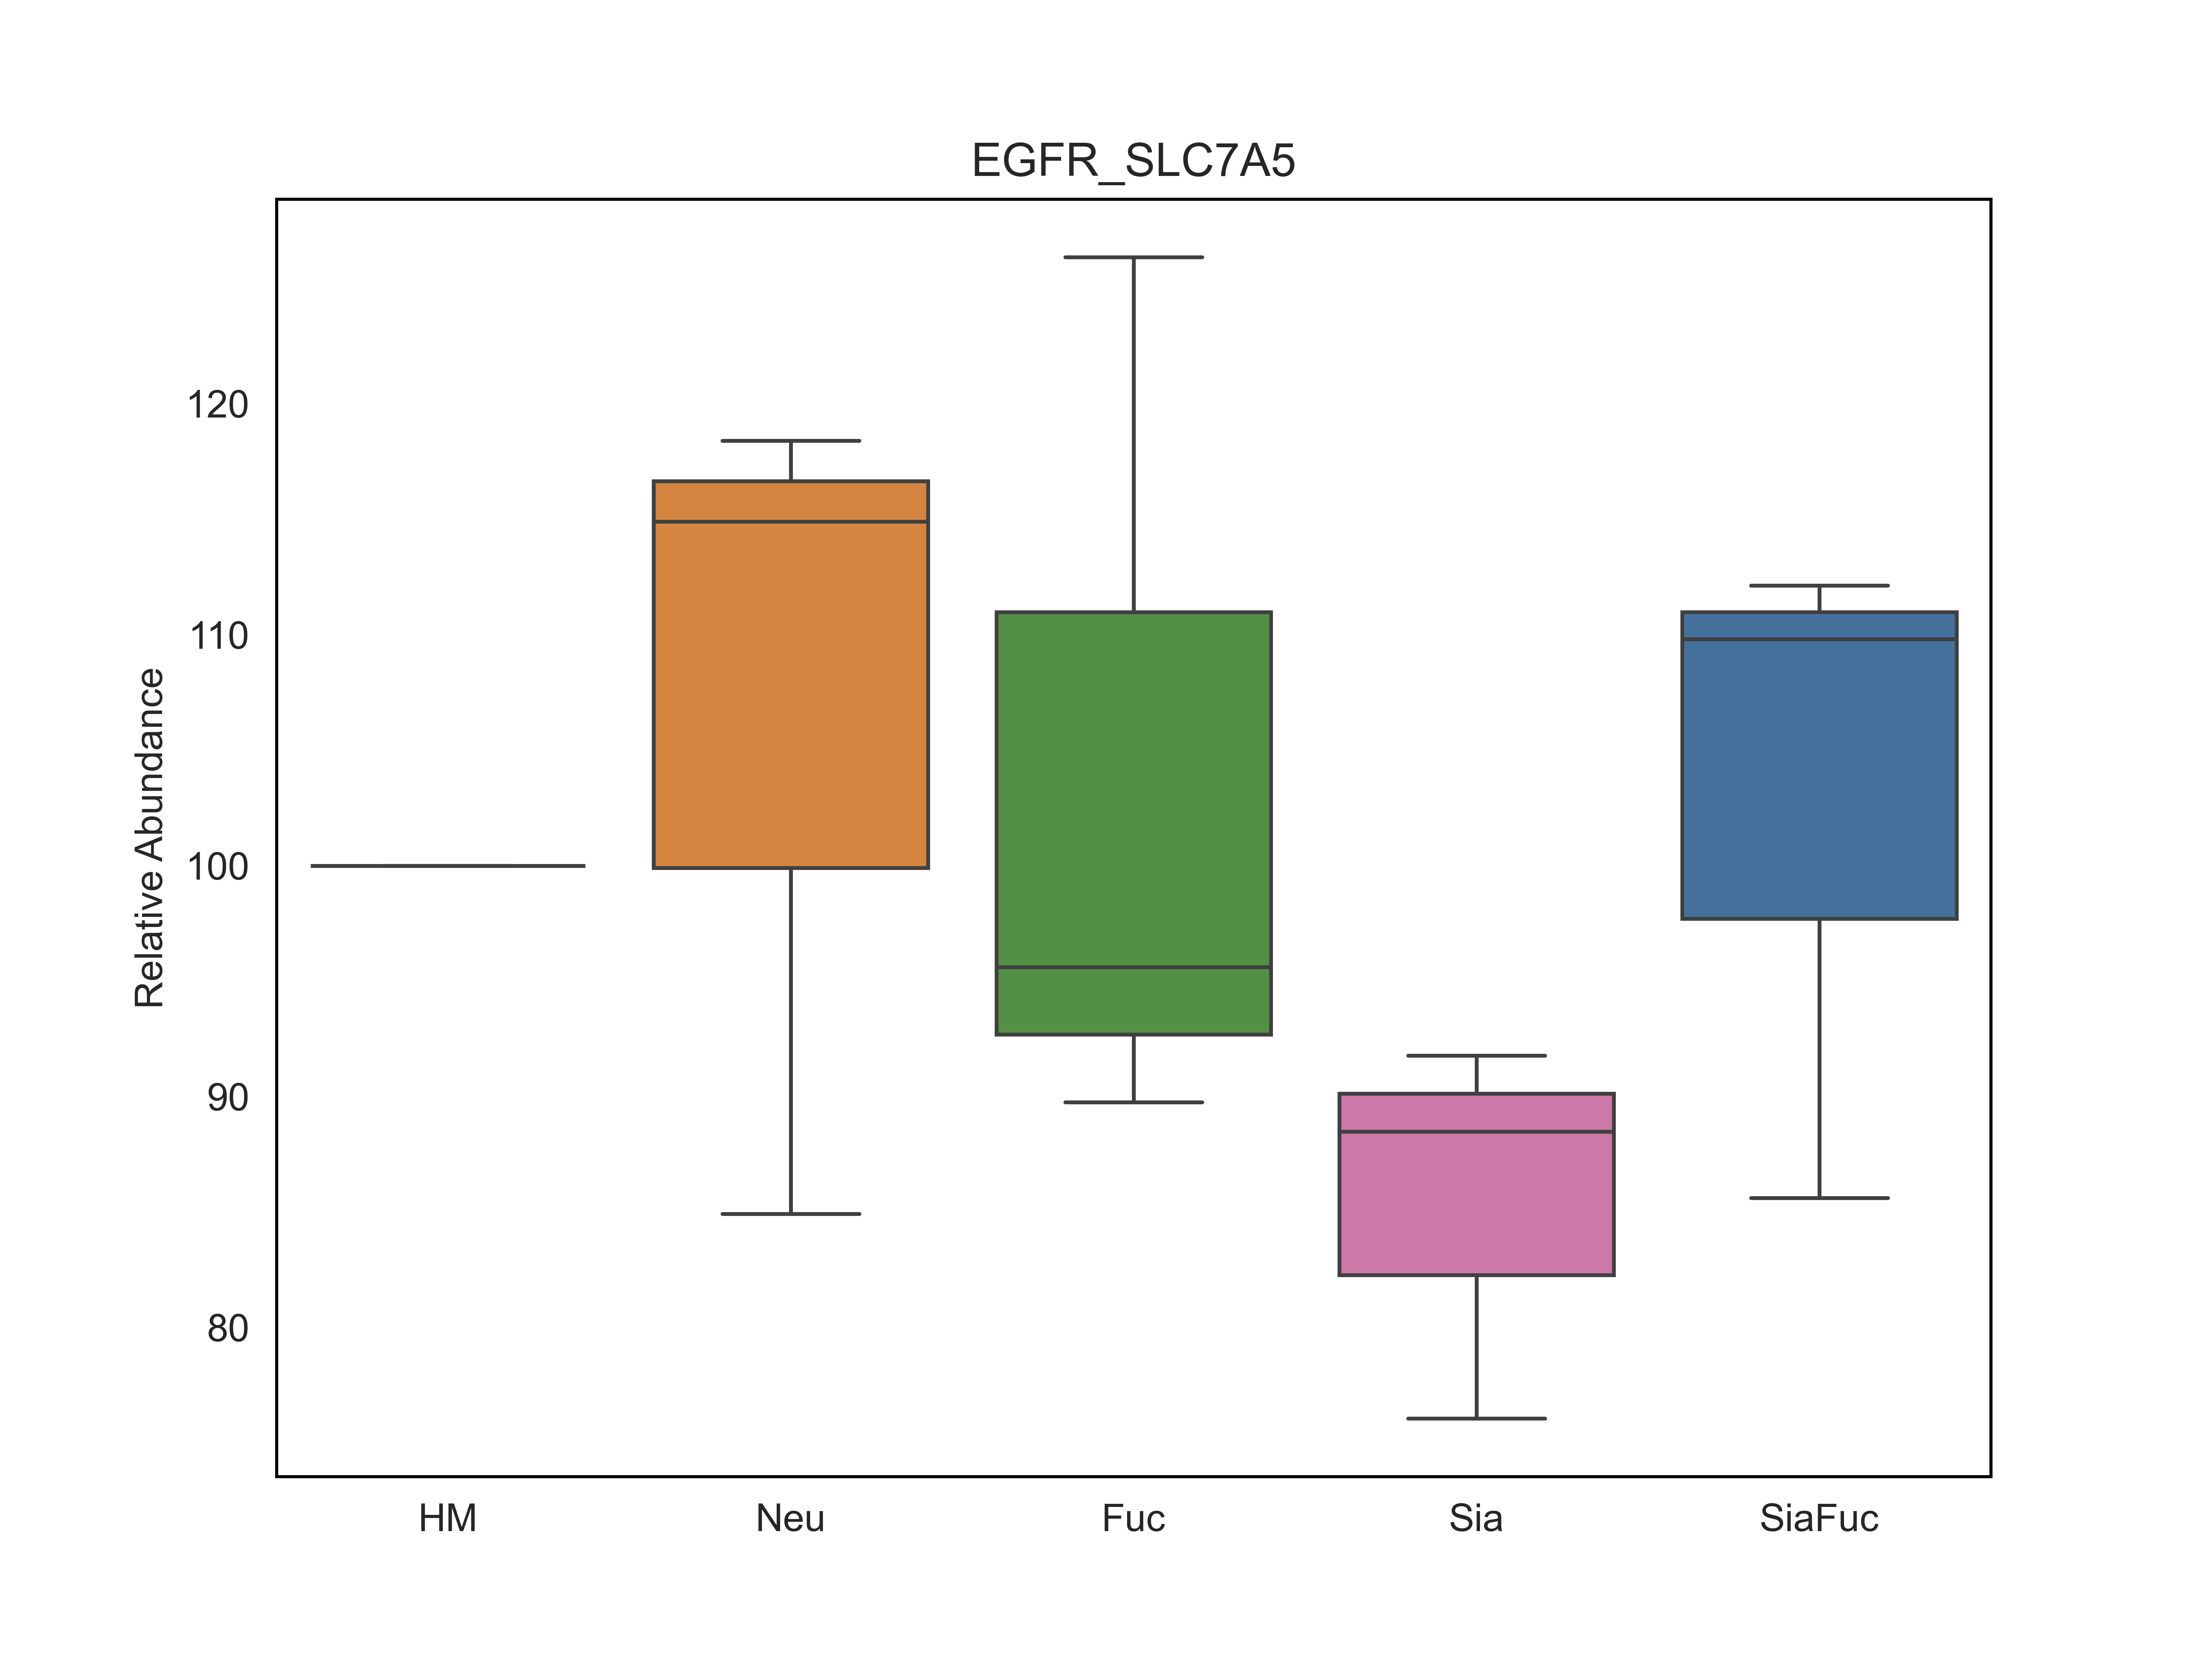 EGFR_SLC7A5
Relative Abundance
120
110
100
90
80
HM
Neu
Fuc
Sia
SiaFuc